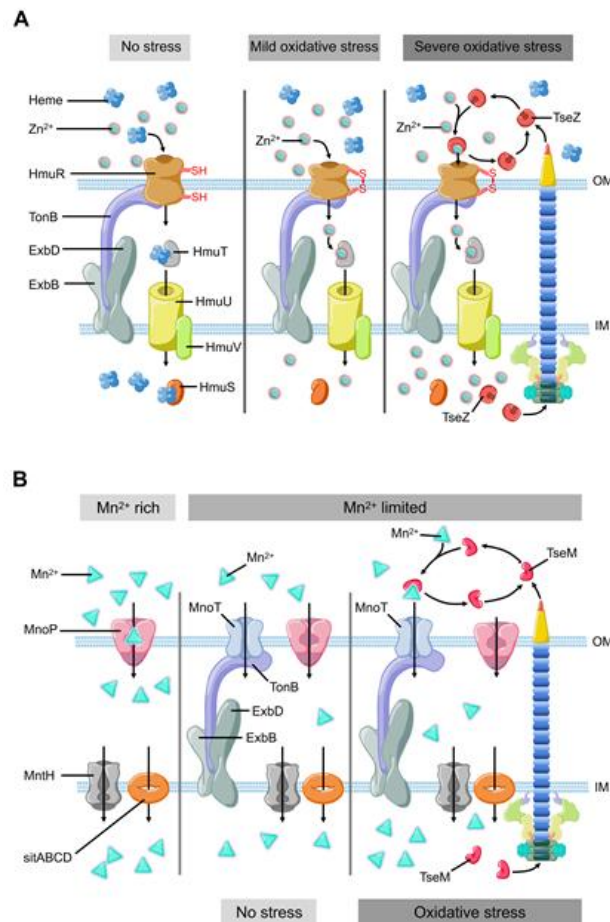 A
No stress
Mild oxidative stress
Severe oxidative stress
Heme
Zn²⁺
HmuR
TonB
ExbD
ExbB
SH
SH
HmuT
HmuU
HmuV
HmuS
Zn²⁺
S
S
Zn²⁺
S
S
TseZ
TseZ
OM
IM
B
Mn²⁺ rich
Mn²⁺ limited
Mn²⁺
MnoP
MntH
sitABCD
Mn²⁺
MnoT
TonB
ExbD
ExbB
Mn²⁺
MnoT
TseM
TseM
OM
IM
No stress
Oxidative stress